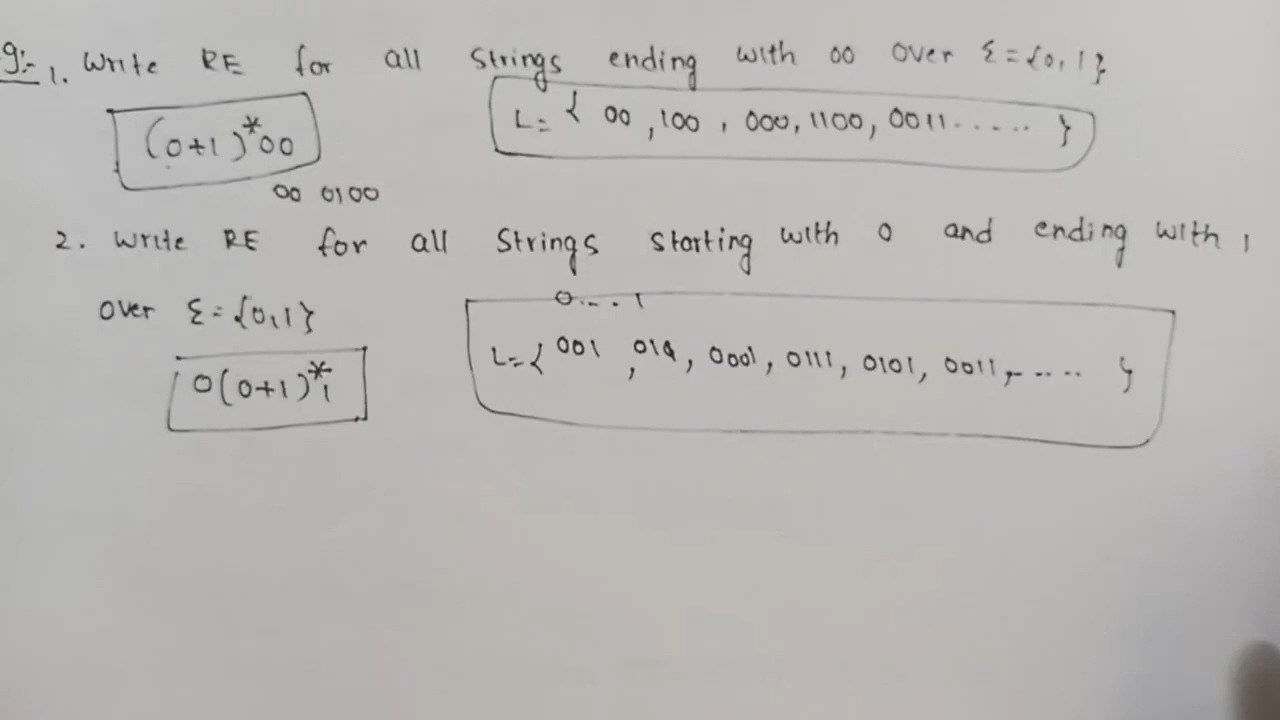 g:- 1. Write RE for all Strings ending with 00 over Σ={0,1}
(0+1)*00
L= { 00, 100, 000, 1100, 0011...... }
00 0100
2. Write RE for all Strings starting with 0 and ending with 1
over Σ={0,1}
0....1
0(0+1)*1
L={ 001, 011, 0001, 0111, 0101, 0011,.... }